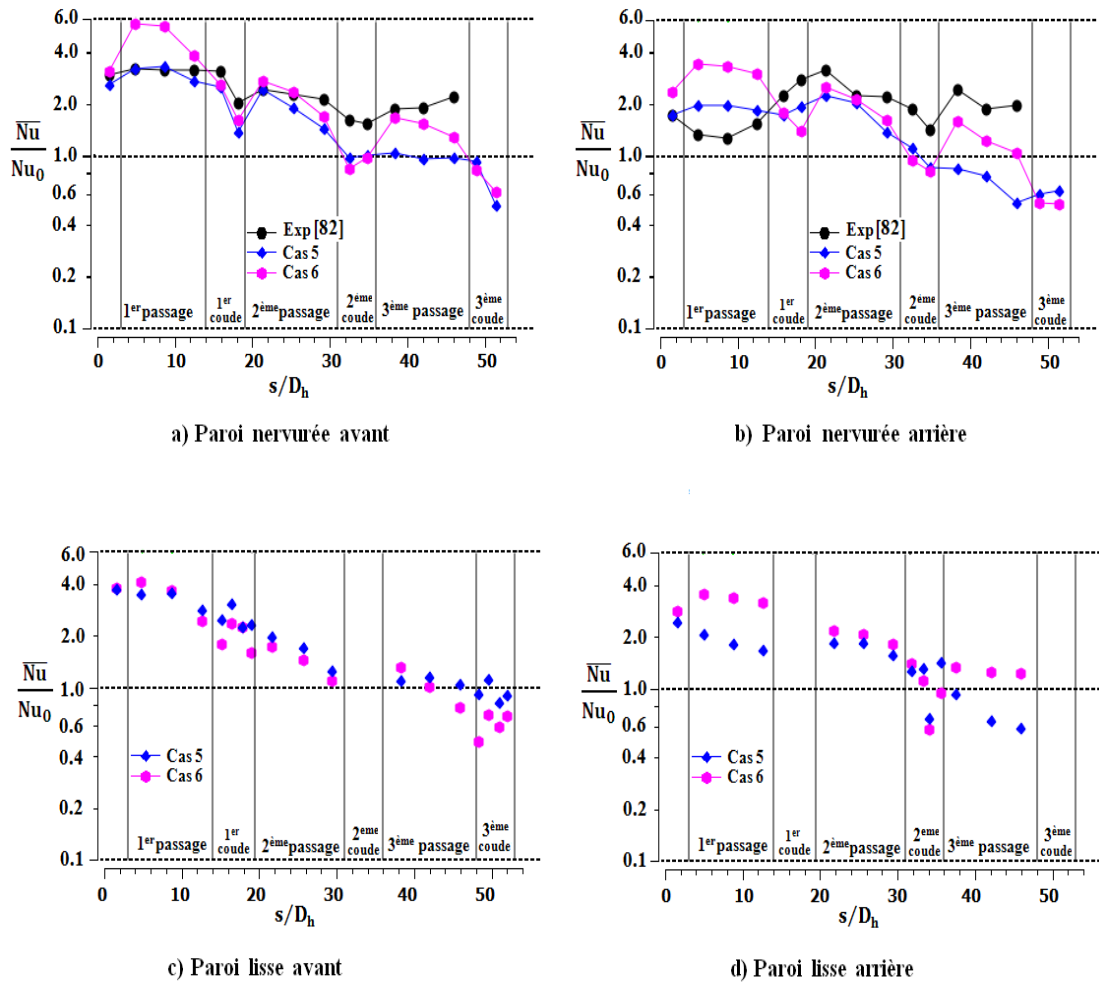 6.0
4.0
2.0
1.0
0.6
0.4
0.2
0.1
Nu
Nu0
Exp [82]
Cas 5
Cas 6
1er passage
1er coude
2ème passage
2ème coude
3ème passage
3ème coude
0 10 20 30 40 50
s/Dh
a) Paroi nervurée avant
6.0
4.0
2.0
1.0
0.6
0.4
0.2
0.1
Nu
Nu0
Exp [82]
Cas 5
Cas 6
1er passage
1er coude
2ème passage
2ème coude
3ème passage
3ème coude
0 10 20 30 40 50
s/Dh
b) Paroi nervurée arrière
6.0
4.0
2.0
1.0
0.6
0.4
0.2
0.1
Nu
Nu0
Cas 5
Cas 6
1er passage
1er coude
2ème passage
2eme coude
3ème passage
3ème coude
0 10 20 30 40 50
s/Dh
c) Paroi lisse avant
6.0
4.0
2.0
1.0
0.6
0.4
0.2
0.1
Nu
Nu0
Cas 5
Cas 6
1er passage
1er coude
2ème passage
2eme coude
3ème passage
3ème coude
0 10 20 30 40 50
s/Dh
d) Paroi lisse arrière